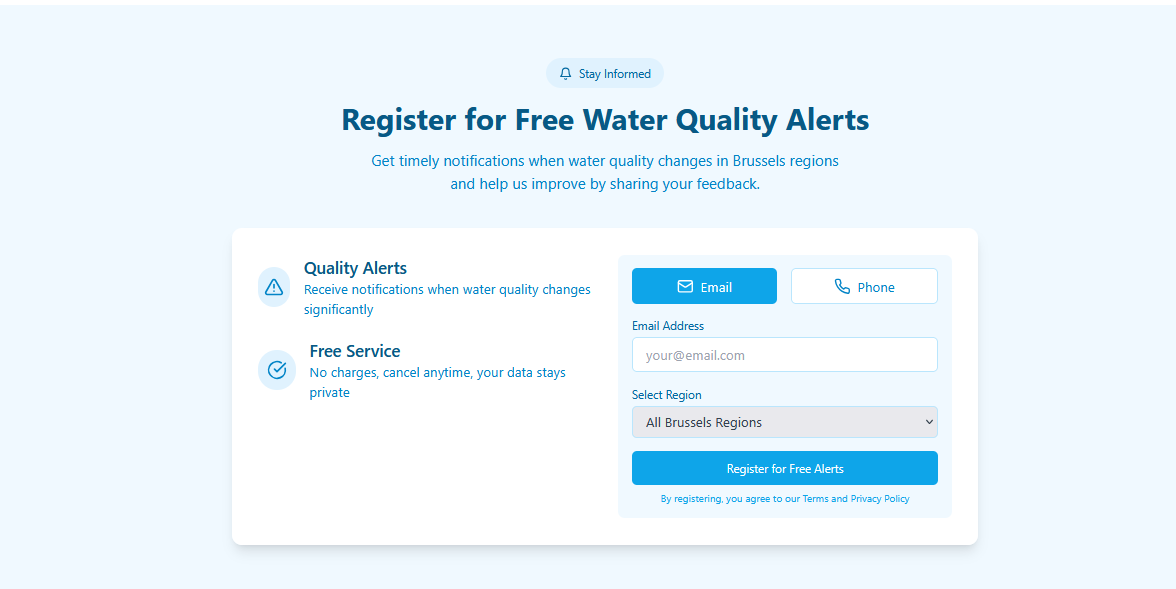 Stay Informed
Register for Free Water Quality Alerts
Get timely notifications when water quality changes in Brussels regions
and help us improve by sharing your feedback.
Quality Alerts
Receive notifications when water quality changes
significantly
Free Service
No charges, cancel anytime, your data stays
private
Email
Phone
Email Address
your@email.com
Select Region
All Brussels Regions
Register for Free Alerts
By registering, you agree to our Terms and Privacy Policy